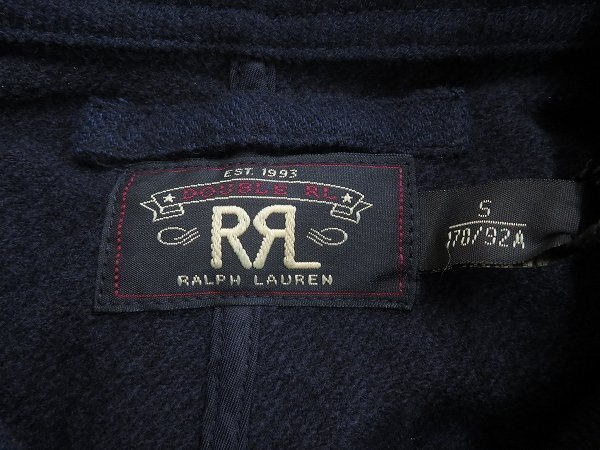 EST. 1993
DOUBLE RL
RRL
RALPH LAUREN
S
170/92A